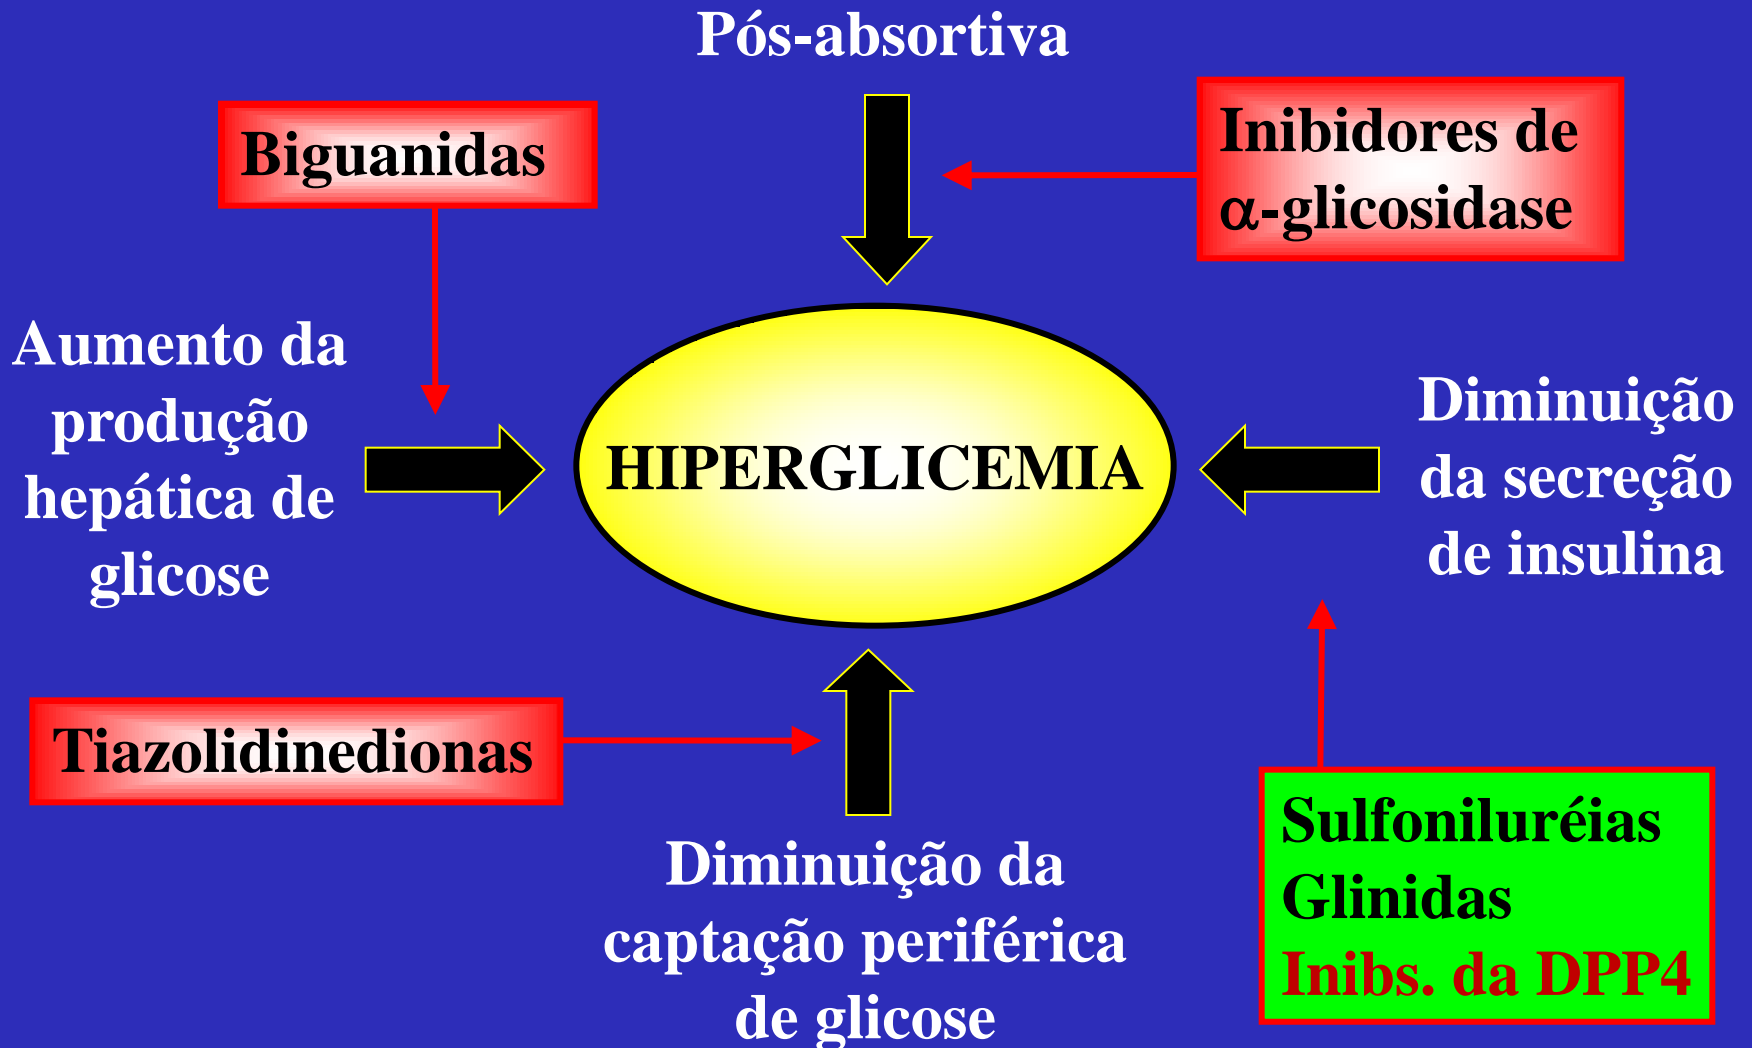 Pós-absortiva
Biguanidas
Inibidores de
α-glicosidase
Aumento da
produção
hepática de
glicose
HIPERGLICEMIA
Diminuição
da secreção
de insulina
Tiazolidinedionas
Diminuição da
captação periférica
de glicose
Sulfoniluréias
Glinidas
Inibs. da DPP4